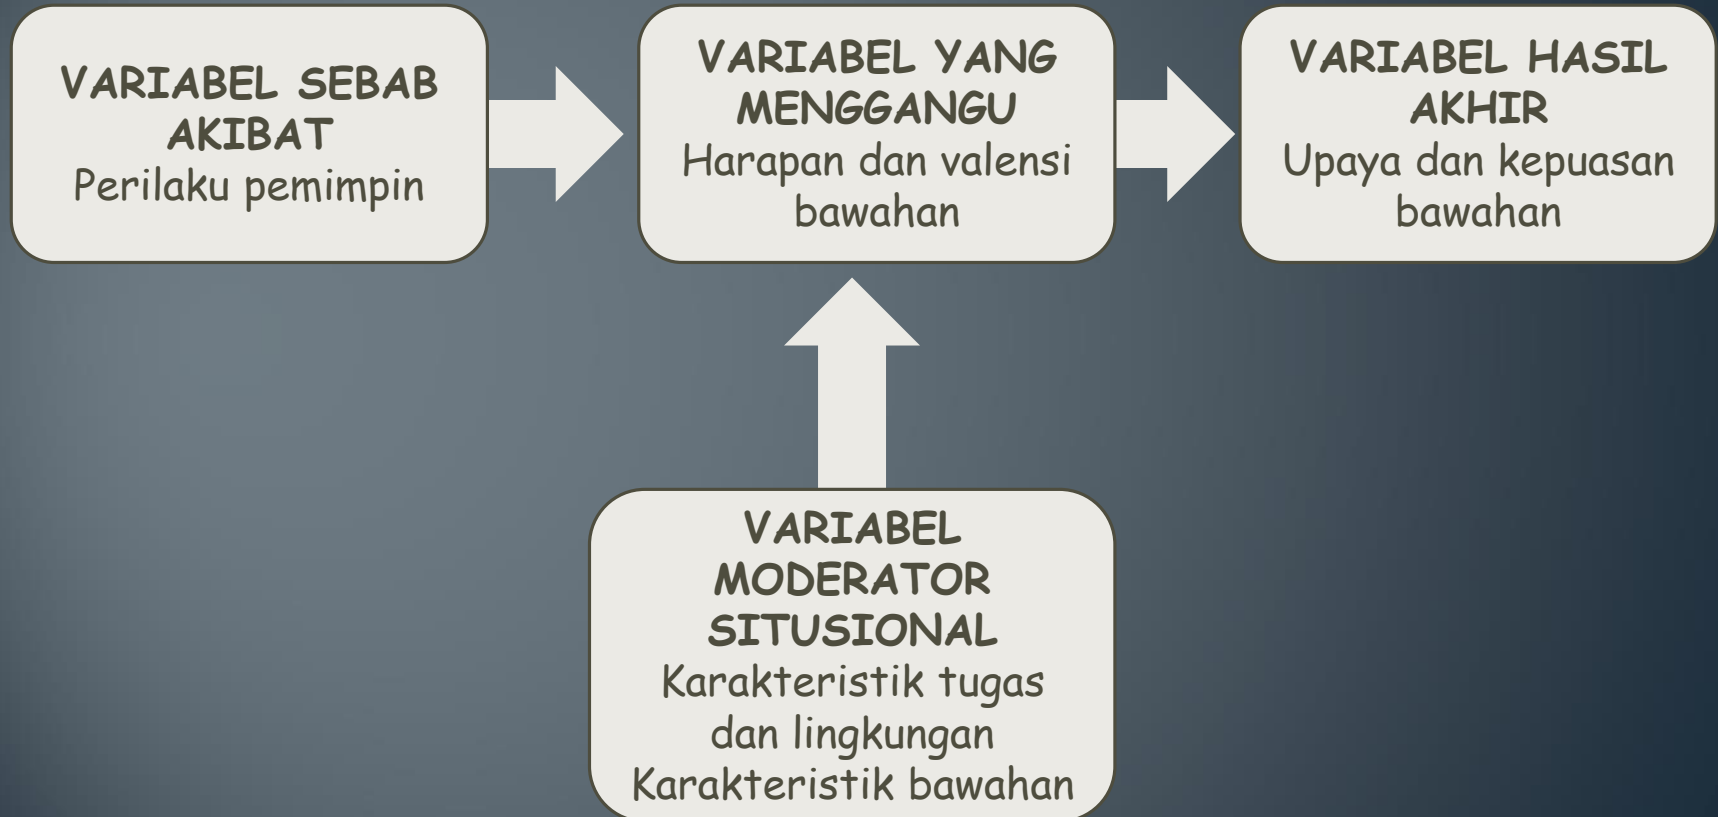 VARIABEL SEBAB
AKIBAT
Perilaku pemimpin
VARIABEL YANG
MENGGANGU
Harapan dan valensi
bawahan
VARIABEL HASIL
AKHIR
Upaya dan kepuasan
bawahan
VARIABEL
MODERATOR
SITUSIONAL
Karakteristik tugas
dan lingkungan
Karakteristik bawahan